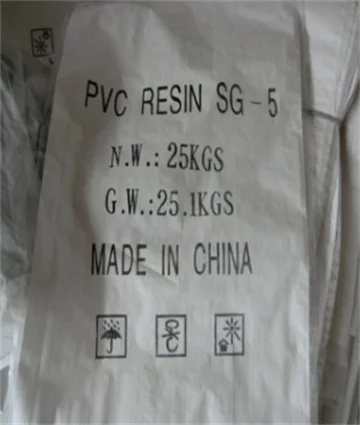 PVC RESIN SG-5
N.W.: 25KGS
G.W.:25.1KGS
MADE IN CHINA